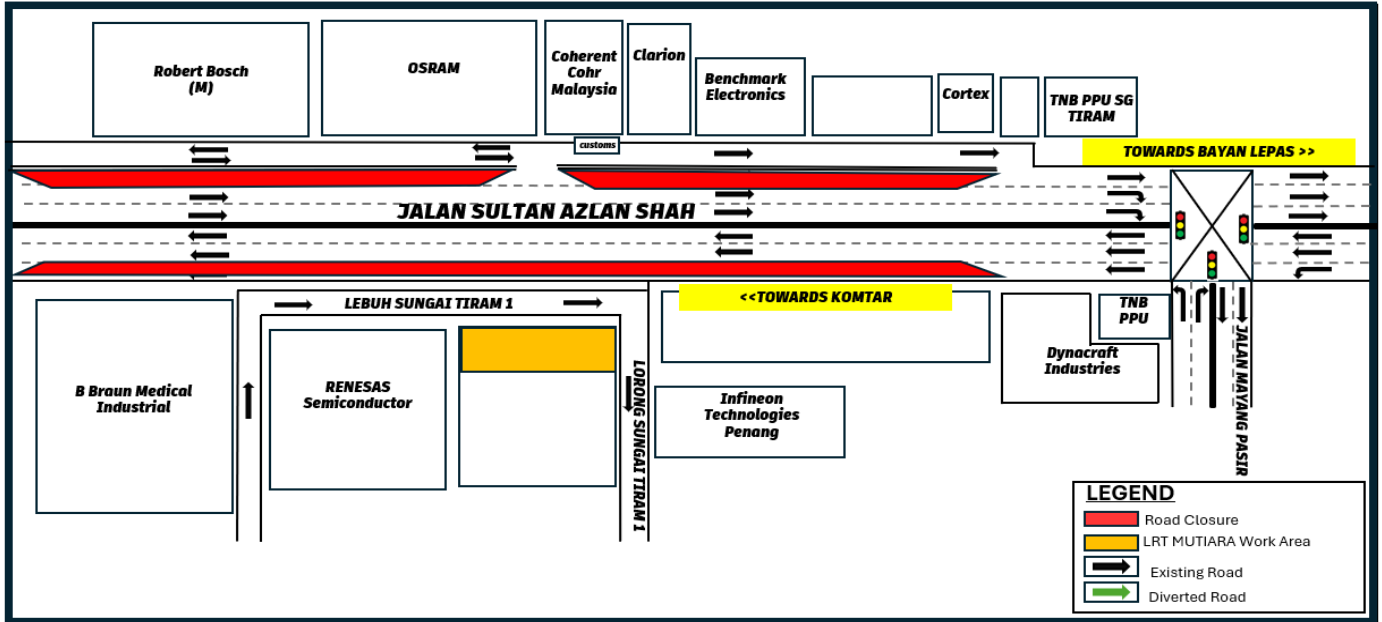 Robert Bosch
(M)
OSRAM
Coherent
Cohr
Malaysia
Clarion
Benchmark
Electronics
Cortex
TNB PPU SG
TIRAM
customs
TOWARDS BAYAN LEPAS >>
JALAN SULTAN AZLAN SHAH
<<TOWARDS KOMTAR
LEBUH SUNGAI TIRAM 1
TNB
PPU
Dynacraft
Industries
B Braun Medical
Industrial
RENESAS
Semiconductor
LORONG SUNGAI TIRAM 1
Infineon
Technologies
Penang
JALAN MAYANG PASIR
LEGEND
Road Closure
LRT MUTIARA Work Area
Existing Road
Diverted Road